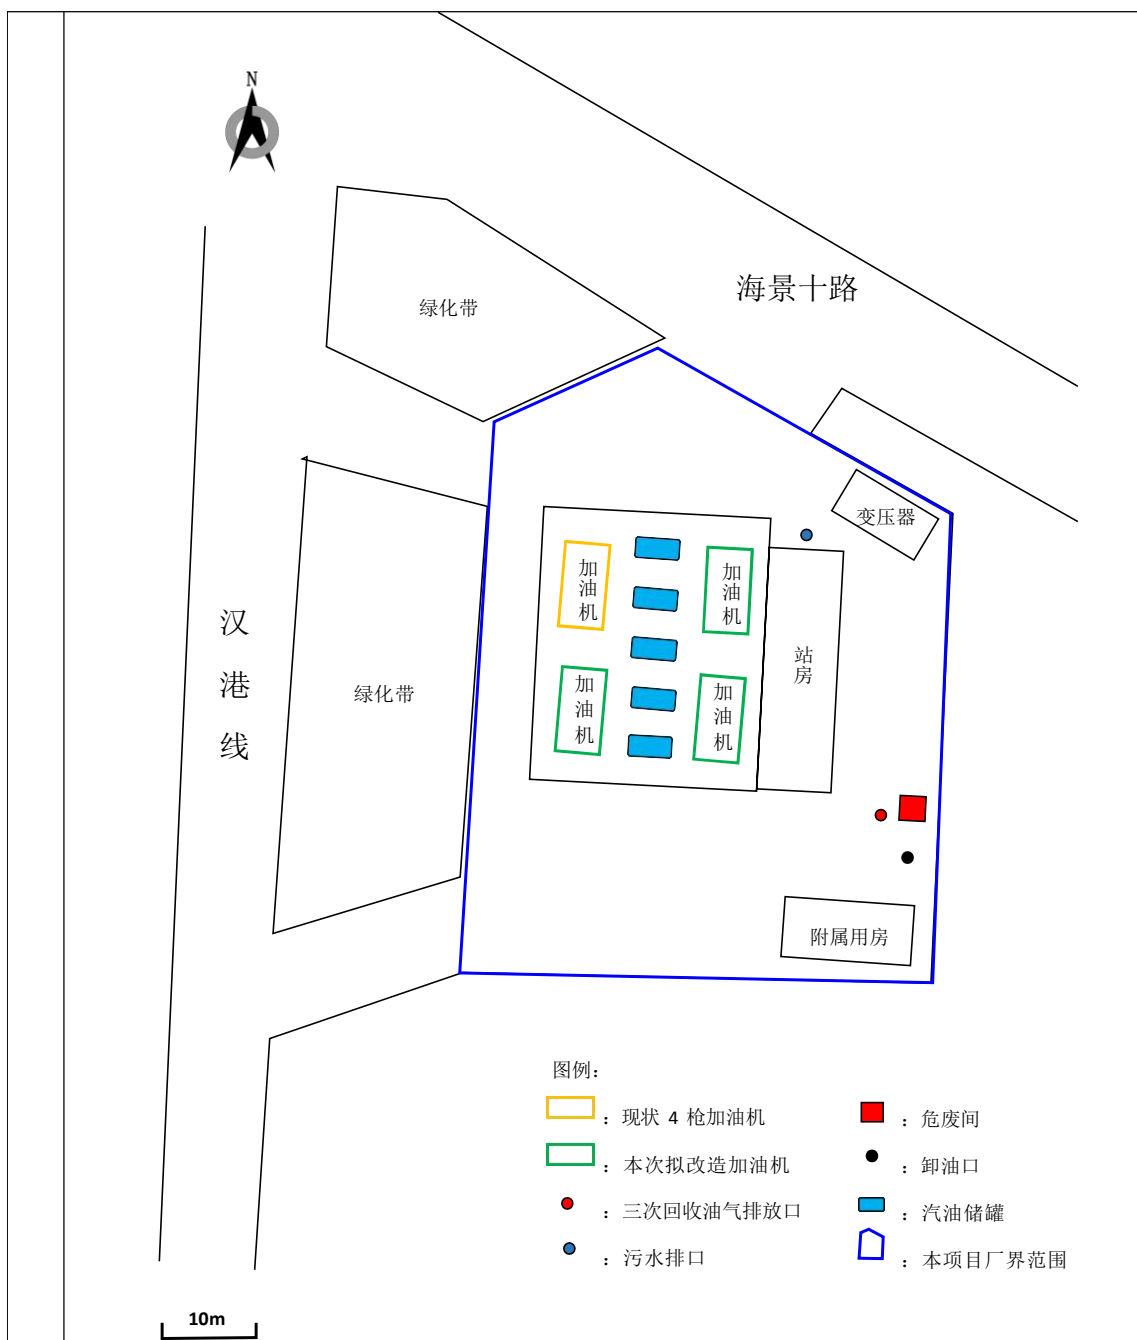 N
海景十路
绿化带
变压器
加油机
加油机
站房
汉港线
绿化带
加油机
加油机
附属用房
图例：
：现状 4 枪加油机
：危废间
：本次拟改造加油机
：卸油口
：三次回收油气排放口
：汽油储罐
：污水排口
：本项目厂界范围
10m